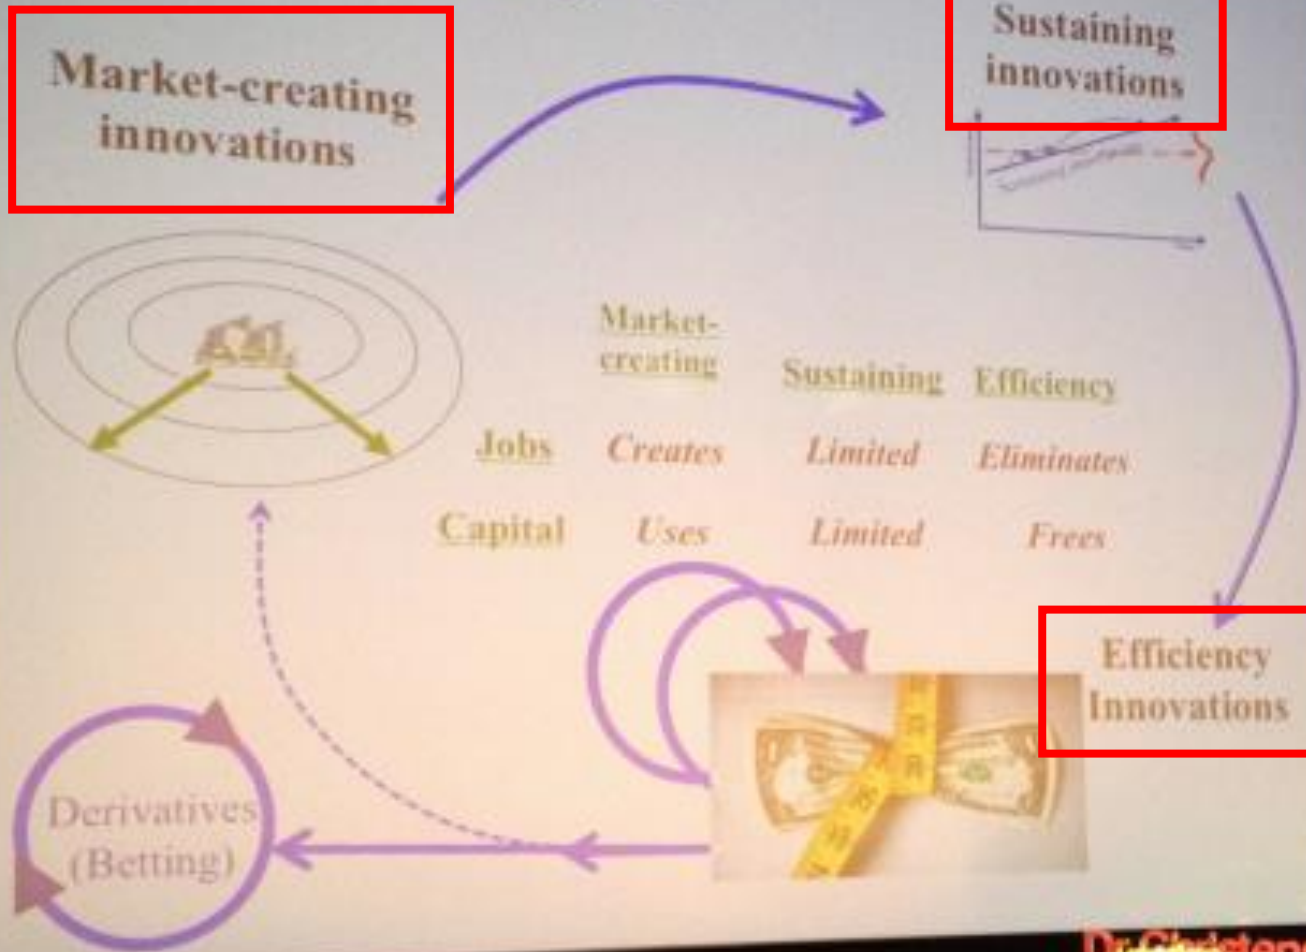 Market-creating
innovations
Sustaining
innovations
Market-
creating
Sustaining
Efficiency
Jobs
Creates
Limited
Eliminates
Capital
Uses
Limited
Frees
Efficiency
Innovations
Derivatives
(Betting)